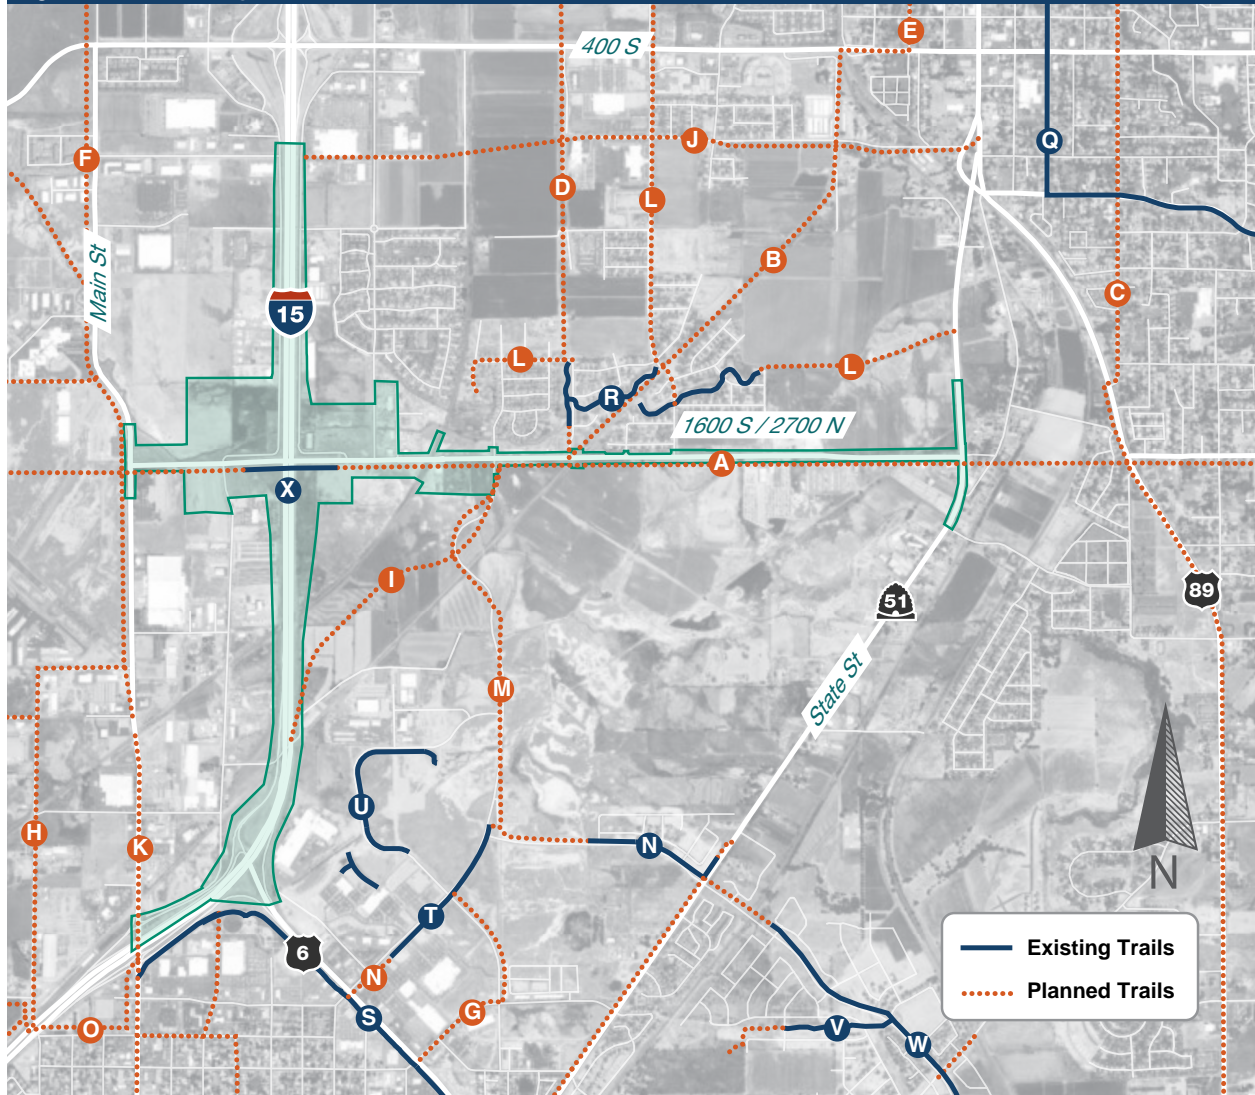 E
400 S
F
J
Q
D
L
Main St
B
C
15
L
L
R
1600 S / 2700 N
A
X
I
51
89
M
State St
U
H
K
N
N
T
6
N
G
S
O
V
W
Existing Trails
Planned Trails